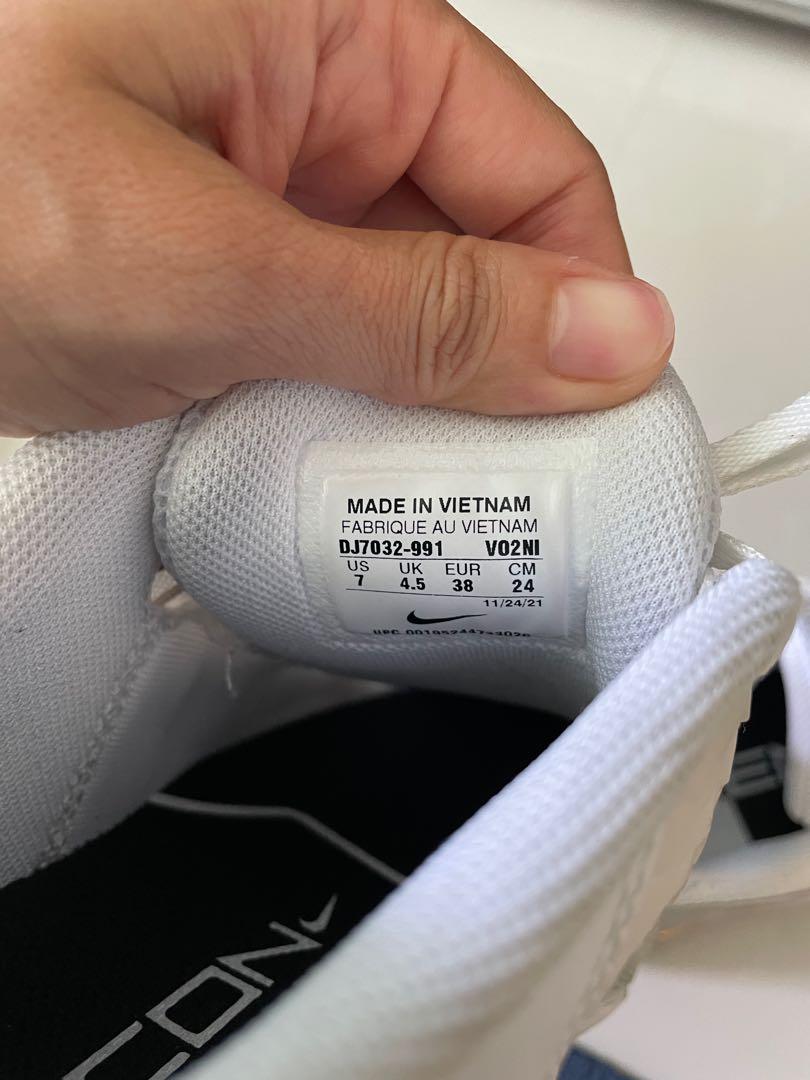 MADE IN VIETNAM
FABRIQUE AU VIETNAM
DJ7032-991 V02NI
US UK EUR CM
7 4.5 38 24
11/24/21
CON